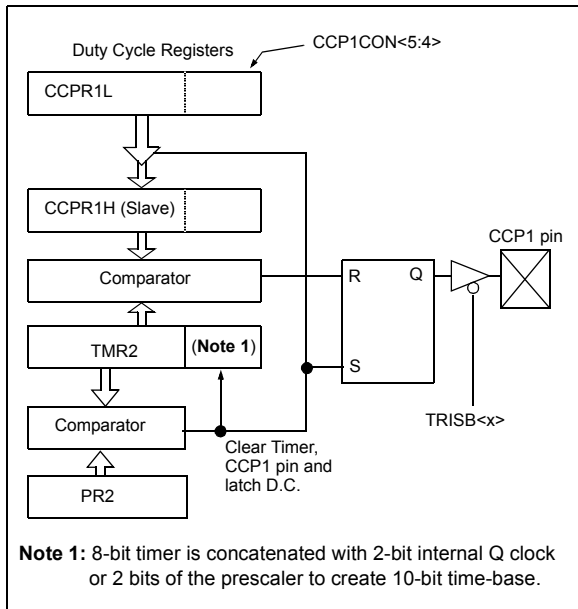 Duty Cycle Registers
CCP1CON<5:4>
CCPR1L
CCPR1H (Slave)
Comparator
R
Q
CCP1 pin
TMR2
(Note 1)
S
TRISB<x>
Comparator
Clear Timer,
CCP1 pin and
latch D.C.
PR2
Note 1: 8-bit timer is concatenated with 2-bit internal Q clock
or 2 bits of the prescaler to create 10-bit time-base.